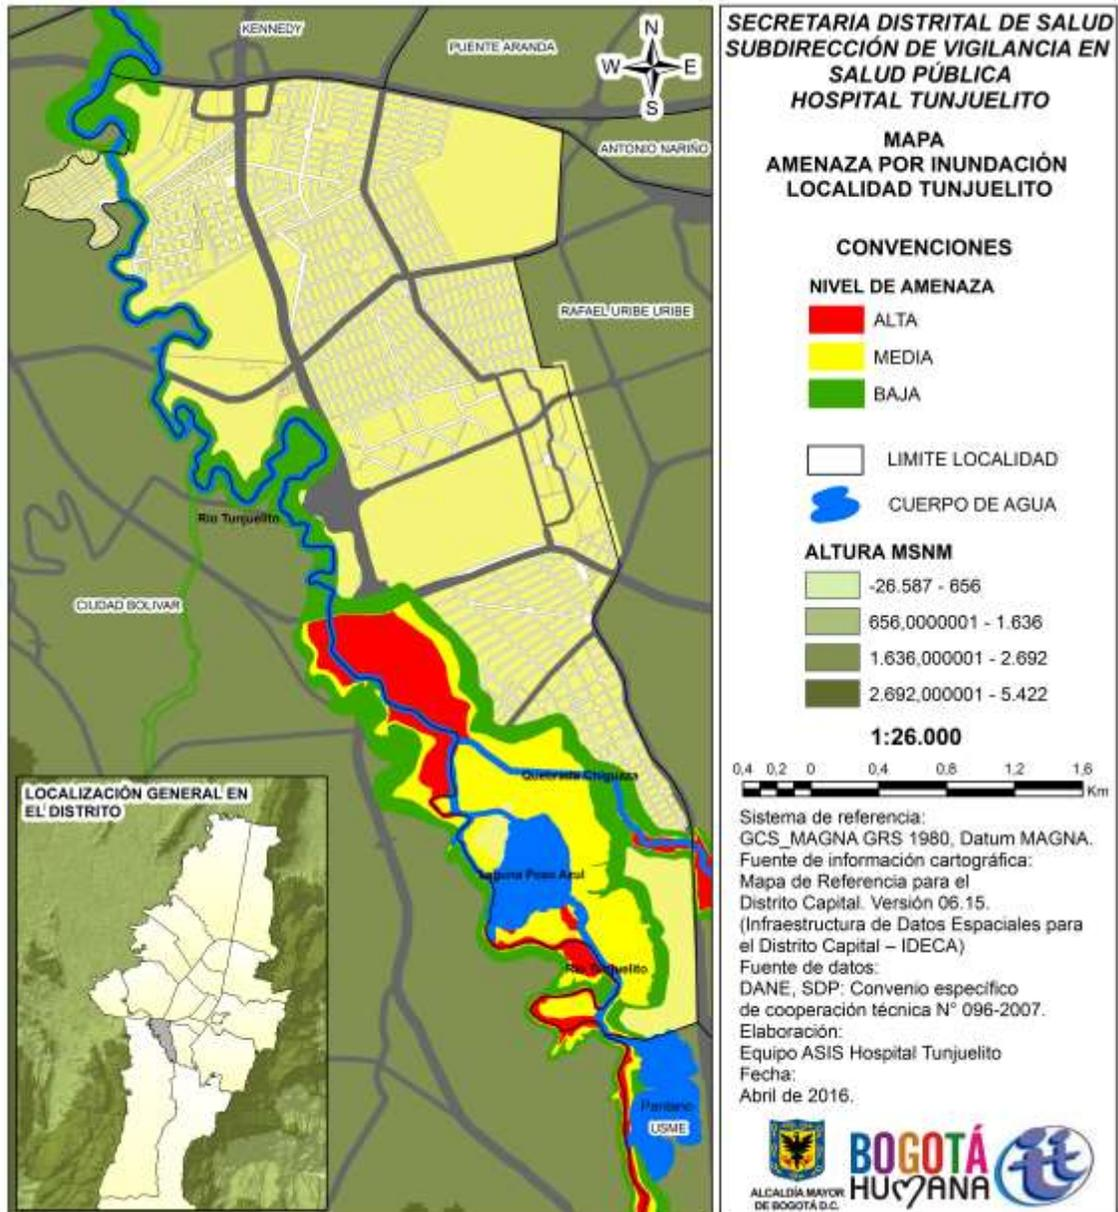 KENNEDY
PUENTE ARANDA
N
W E
S
ANTONIO NARIÑO
RAFAEL URIBE URIBE
Río Tunjuelito
CIUDAD BOLIVAR
Quebrada Chiguaza
Laguna Pozo Azul
Río Tunjuelito
Pantano
USME
LOCALIZACIÓN GENERAL EN
EL DISTRITO
SECRETARIA DISTRITAL DE SALUD
SUBDIRECCIÓN DE VIGILANCIA EN
SALUD PÚBLICA
HOSPITAL TUNJUELITO
MAPA
AMENAZA POR INUNDACIÓN
LOCALIDAD TUNJUELITO
CONVENCIONES
NIVEL DE AMENAZA
ALTA
MEDIA
BAJA
LIMITE LOCALIDAD
CUERPO DE AGUA
ALTURA MSNM
-26.587 - 656
656,0000001 - 1.636
1.636,000001 - 2.692
2.692,000001 - 5.422
1:26.000
0,4 0,2 0 0,4 0,8 1,2 1,6
Km
Sistema de referencia:
GCS_MAGNA GRS 1980, Datum MAGNA.
Fuente de información cartográfica:
Mapa de Referencia para el
Distrito Capital. Versión 06.15.
(Infraestructura de Datos Espaciales para
el Distrito Capital – IDECA)
Fuente de datos:
DANE, SDP: Convenio específico
de cooperación técnica N° 096-2007.
Elaboración:
Equipo ASIS Hospital Tunjuelito
Fecha:
Abril de 2016.
ALCALDÍA MAYOR
DE BOGOTÁ D.C.
BOGOTÁ
HUMANA